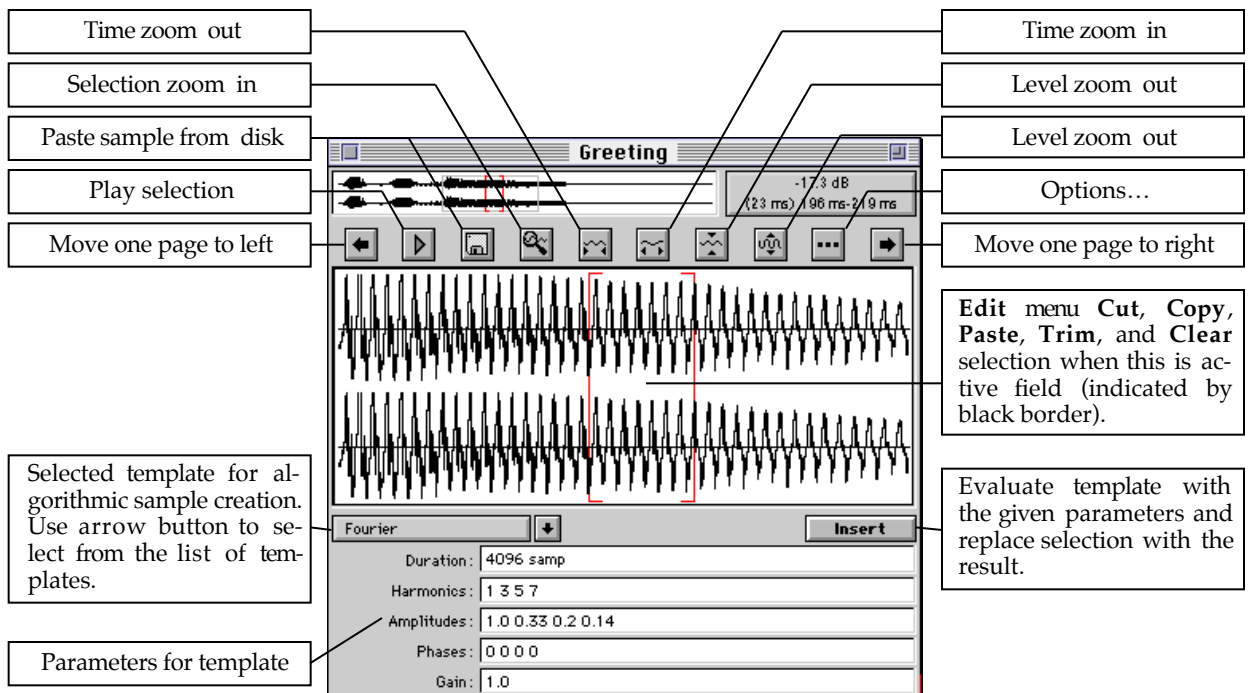 Time zoom out
Selection zoom in
Paste sample from disk
Play selection
Move one page to left
Time zoom in
Level zoom out
Level zoom out
Options…
Move one page to right
Greeting
-17.3 dB
(23 ms) 196 ms-219 ms
Edit menu Cut, Copy,
Paste, Trim, and Clear
selection when this is ac-
tive field (indicated by
black border).
Selected template for al-
gorithmic sample creation.
Use arrow button to se-
lect from the list of tem-
plates.
Evaluate template with
the given parameters and
replace selection with the
result.
Parameters for template
Fourier
Insert
Duration: 4096 samp
Harmonics: 1 3 5 7
Amplitudes: 1.0 0.33 0.2 0.14
Phases: 0 0 0 0
Gain: 1.0